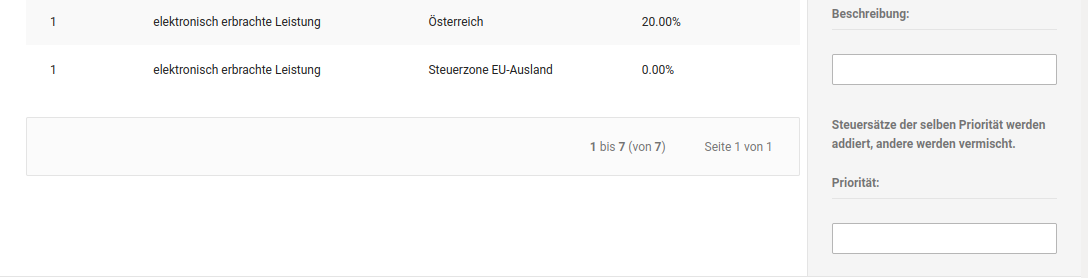 1 elektronisch erbrachte Leistung Österreich 20.00%
1 elektronisch erbrachte Leistung Steuerzone EU-Ausland 0.00%
1 bis 7 (von 7) Seite 1 von 1
Beschreibung:
Steuersätze der selben Priorität werden
addiert, andere werden vermischt.
Priorität: